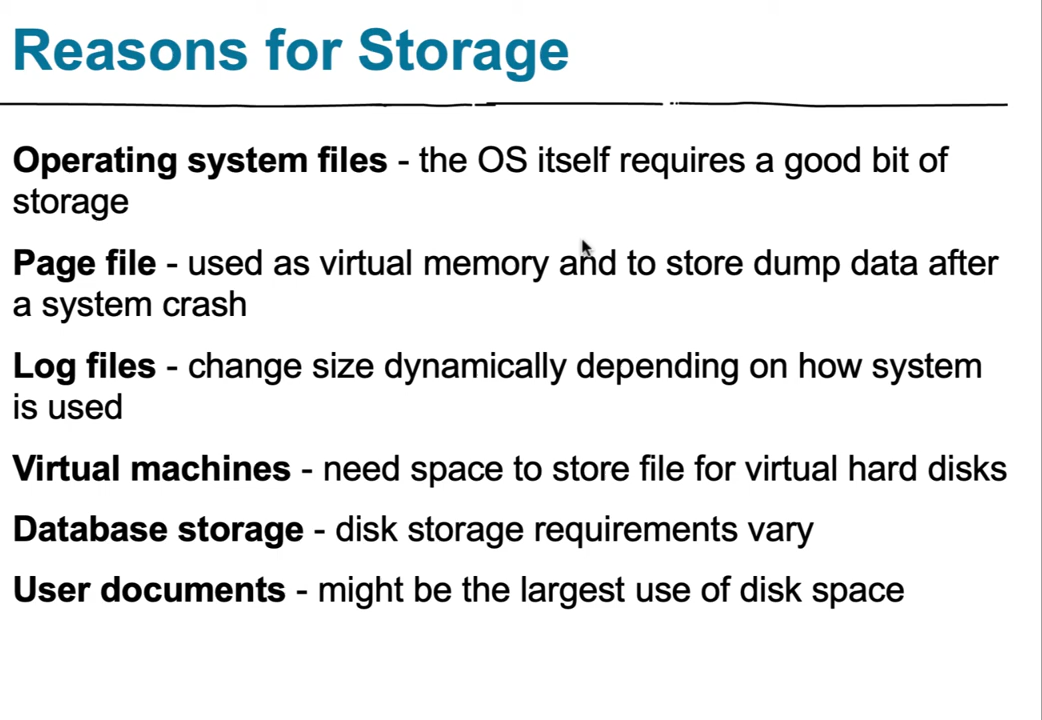 Reasons for Storage
Operating system files - the OS itself requires a good bit of
storage
Page file - used as virtual memory and to store dump data after
a system crash
Log files - change size dynamically depending on how system
is used
Virtual machines - need space to store file for virtual hard disks
Database storage - disk storage requirements vary
User documents - might be the largest use of disk space